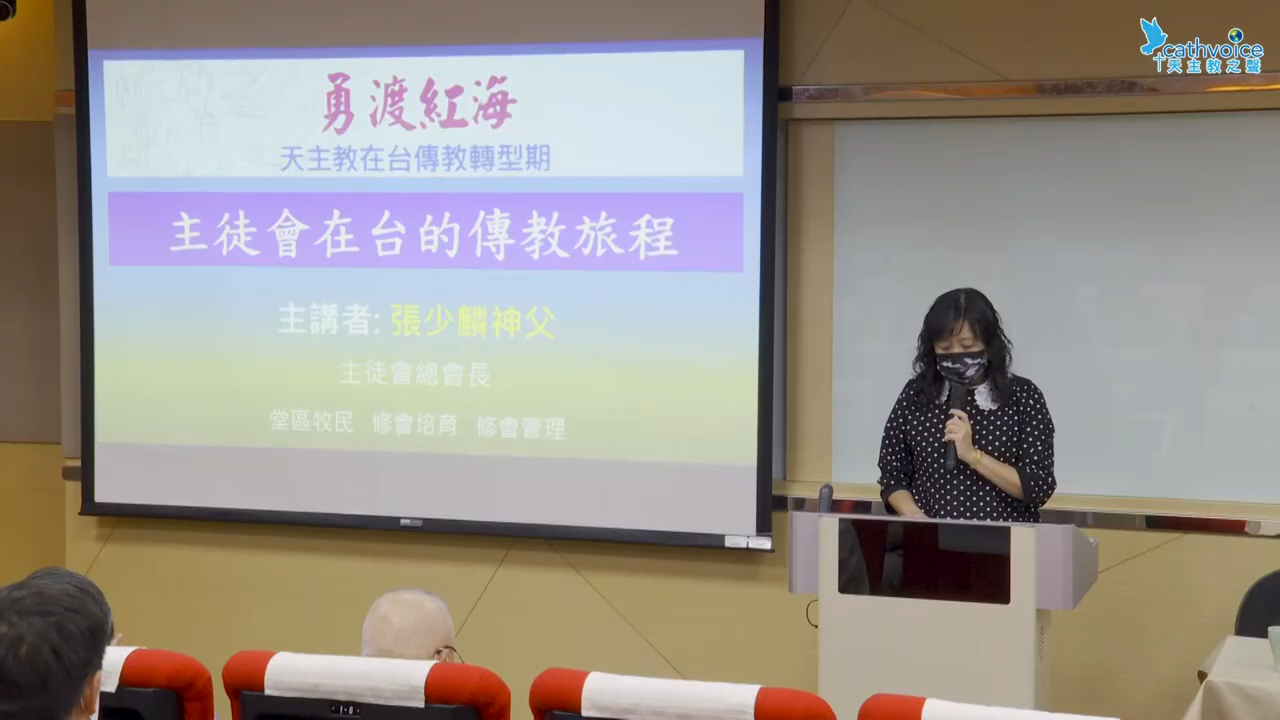 cathvoice
天主教之聲
勇渡紅海
天主教在台傳教轉型期
主徒會在台的傳教旅程
主講者: 張少麟神父
主徒會總會長
堂區牧民 修會培育 修會管理
1-8